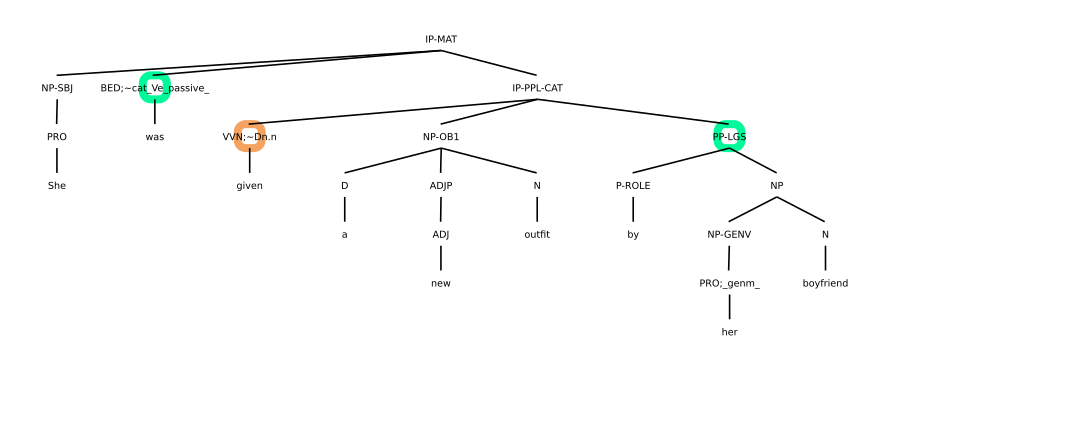 IP-MAT
NP-SBJ BED;~cat_Ve_passive_ IP-PPL-CAT
PRO was VVN;~Dn.n NP-OB1 PP-LGS
She given D ADJP N P-ROLE NP
a ADJ outfit by NP-GENV N
new PRO;_genm_ boyfriend
her